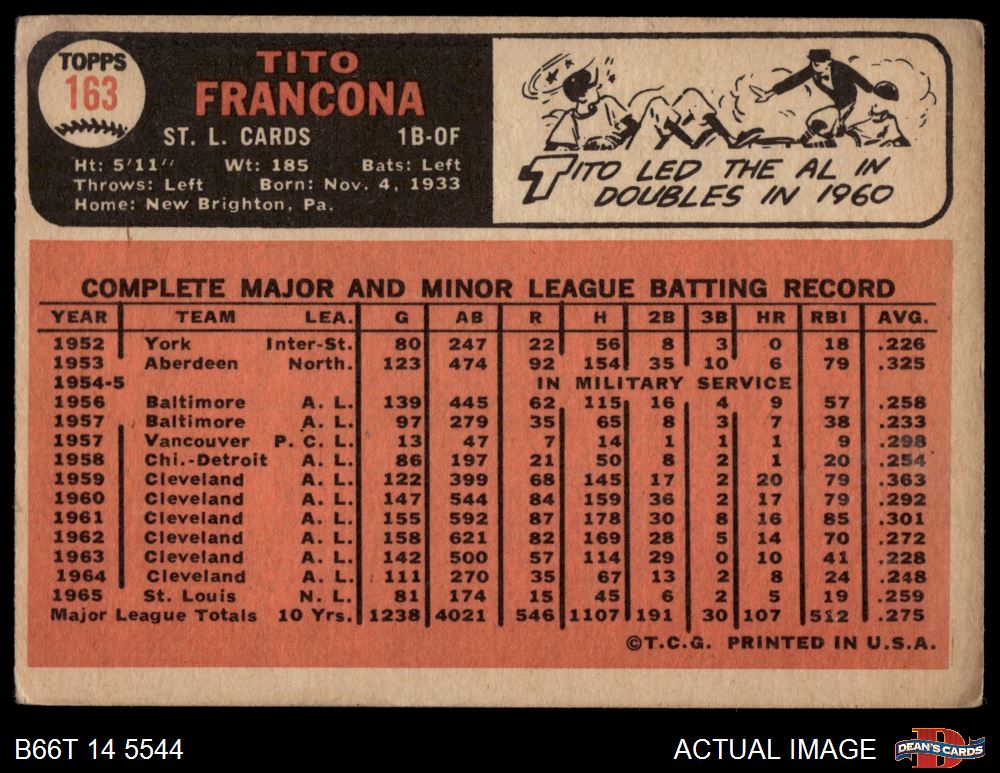 TOPPS
163
TITO
FRANCONA
ST. L. CARDS 1B-OF
Ht: 5'11" Wt: 185 Bats: Left
Throws: Left Born: Nov. 4, 1933
Home: New Brighton, Pa.
TITO LED THE AL IN
DOUBLES IN 1960
COMPLETE MAJOR AND MINOR LEAGUE BATTING RECORD
YEAR TEAM LEA. G AB R H 2B 3B HR RBI AVG.
1952 York Inter-St. 80 247 22 56 8 3 0 18 .226
1953 Aberdeen North. 123 474 92 154 35 10 6 79 .325
1954-5 IN MILITARY SERVICE
1956 Baltimore A. L. 139 445 62 115 16 4 9 57 .258
1957 Baltimore A. L. 97 279 35 65 8 3 7 38 .233
1957 Vancouver P. C. L. 13 47 7 14 1 1 1 9 .298
1958 Chi.-Detroit A. L. 86 197 21 50 8 2 1 20 .254
1959 Cleveland A. L. 122 399 68 145 17 2 20 79 .363
1960 Cleveland A. L. 147 544 84 159 36 2 17 79 .292
1961 Cleveland A. L. 155 592 87 178 30 8 16 85 .301
1962 Cleveland A. L. 158 621 82 169 28 5 14 70 .272
1963 Cleveland A. L. 142 500 57 114 29 0 10 41 .228
1964 Cleveland A. L. 111 270 35 67 13 2 8 24 .248
1965 St. Louis N. L. 81 174 15 45 6 2 5 19 .259
Major League Totals 10 Yrs. 1238 4021 546 1107 191 30 107 512 .275
©T.C.G. PRINTED IN U.S.A.
B66T 14 5544 ACTUAL IMAGE DEAN'S CARDS